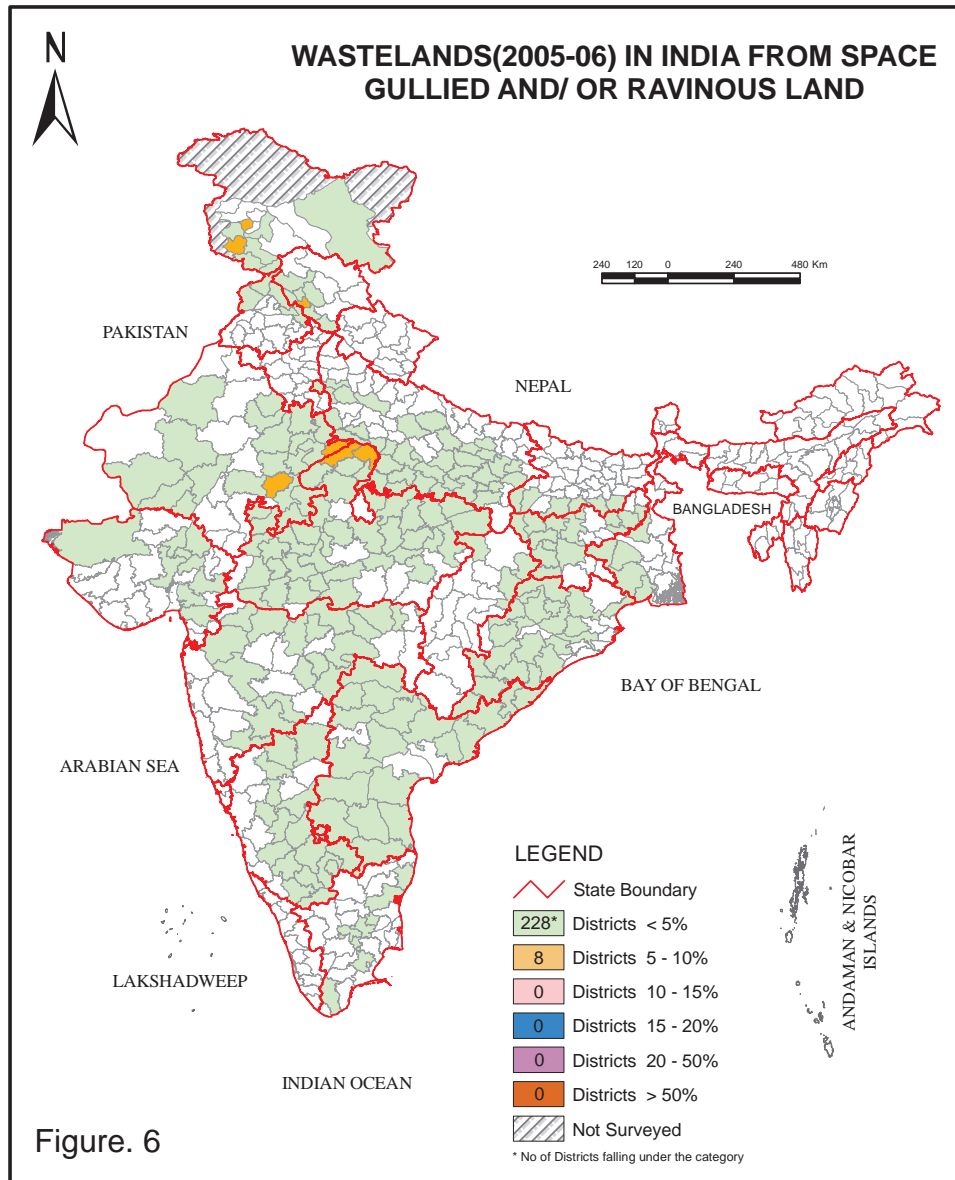 N
WASTELANDS(2005-06) IN INDIA FROM SPACE
GULLIED AND/ OR RAVINOUS LAND
240 120 0 240 480 Km
PAKISTAN
NEPAL
BANGLADESH
BAY OF BENGAL
ARABIAN SEA
LAKSHADWEEP
ANDAMAN & NICOBAR
ISLANDS
INDIAN OCEAN
LEGEND
State Boundary
228* Districts < 5%
8 Districts 5 - 10%
0 Districts 10 - 15%
0 Districts 15 - 20%
0 Districts 20 - 50%
0 Districts > 50%
Not Surveyed
* No of Districts falling under the category
Figure. 6